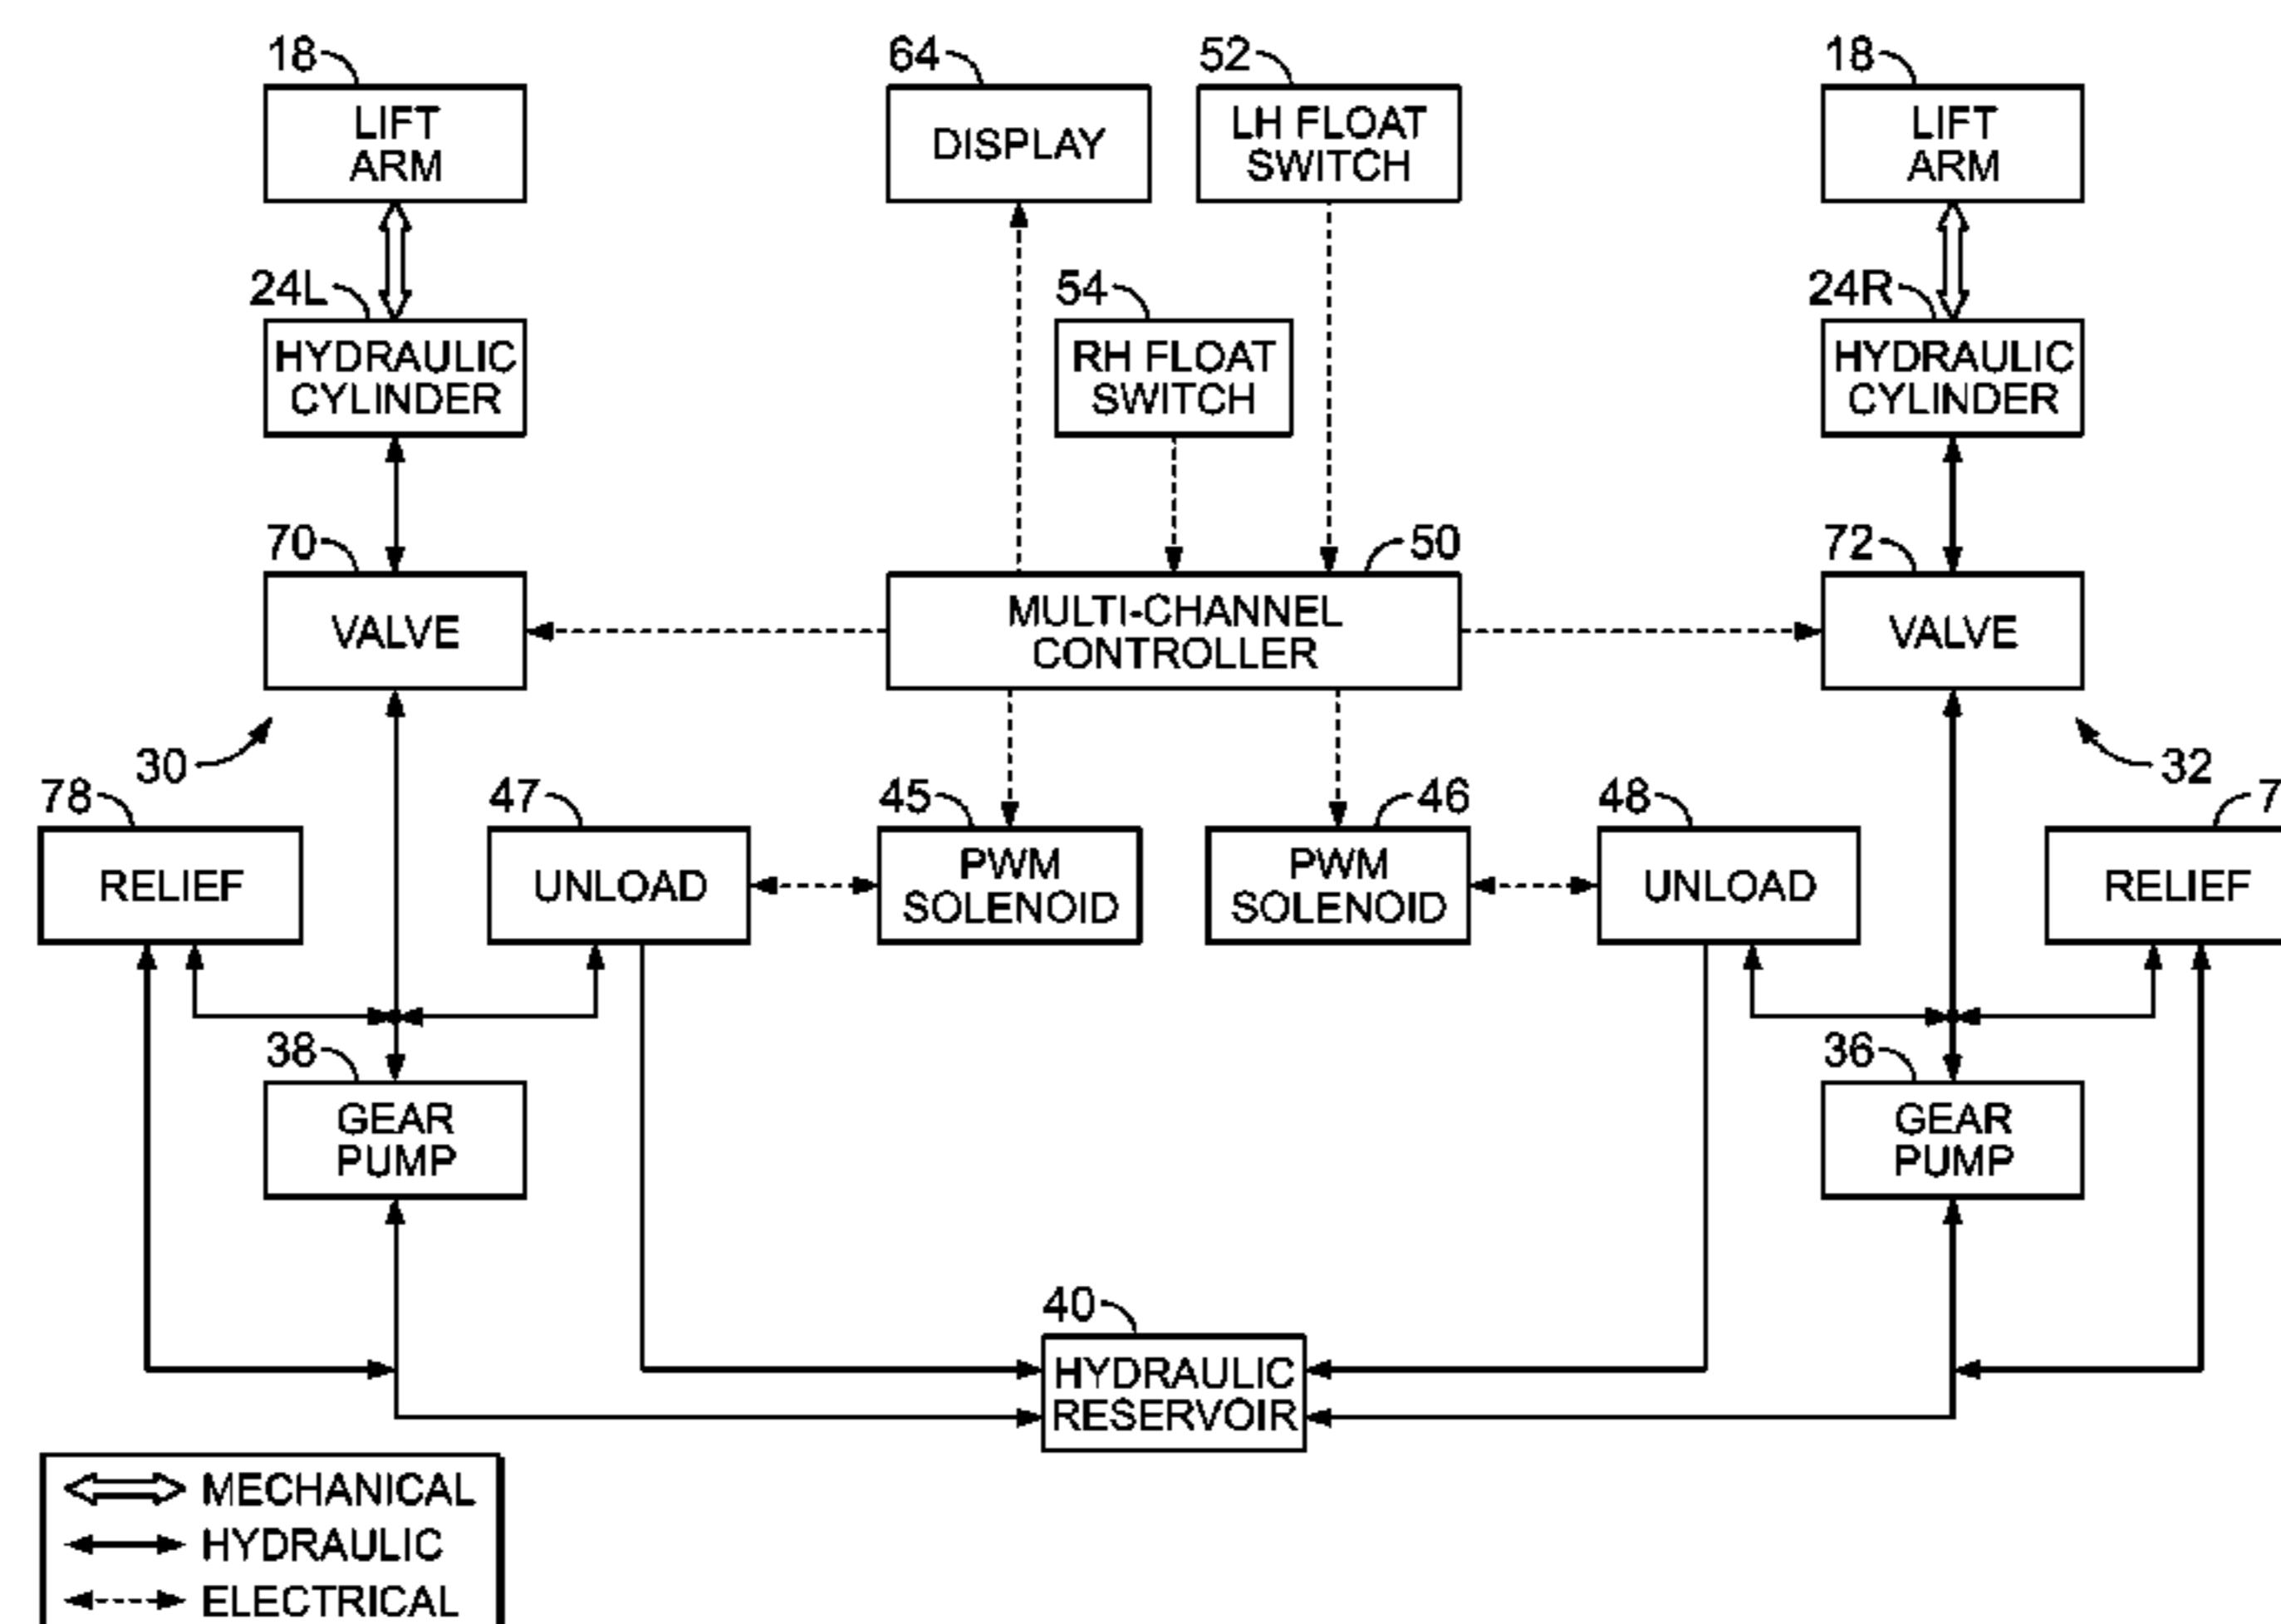 18
64
52
18
LIFT
ARM
DISPLAY
LH FLOAT
SWITCH
LIFT
ARM
24L
54
24R
HYDRAULIC
CYLINDER
RH FLOAT
SWITCH
HYDRAULIC
CYLINDER
70
50
72
VALVE
MULTI-CHANNEL
CONTROLLER
VALVE
30
32
78
47
45
46
48
7
RELIEF
UNLOAD
PWM
SOLENOID
PWM
SOLENOID
UNLOAD
RELIEF
38
36
GEAR
PUMP
GEAR
PUMP
40
HYDRAULIC
RESERVOIR
MECHANICAL
HYDRAULIC
ELECTRICAL